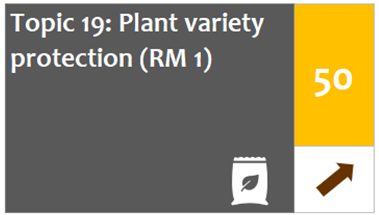 Topic 19: Plant variety
protection (RM 1)
50